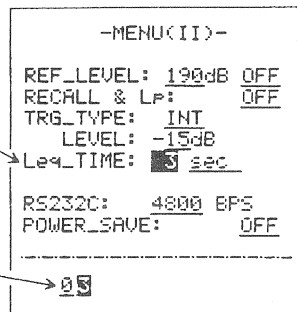 -MENU(II)-
REF_LEVEL: 190dB OFF
RECALL & LP: OFF
TRG_TYPE: INT
LEVEL: -15dB
Leq_TIME: 3 sec
RS232C: 4800 BPS
POWER_SAVE: OFF
03